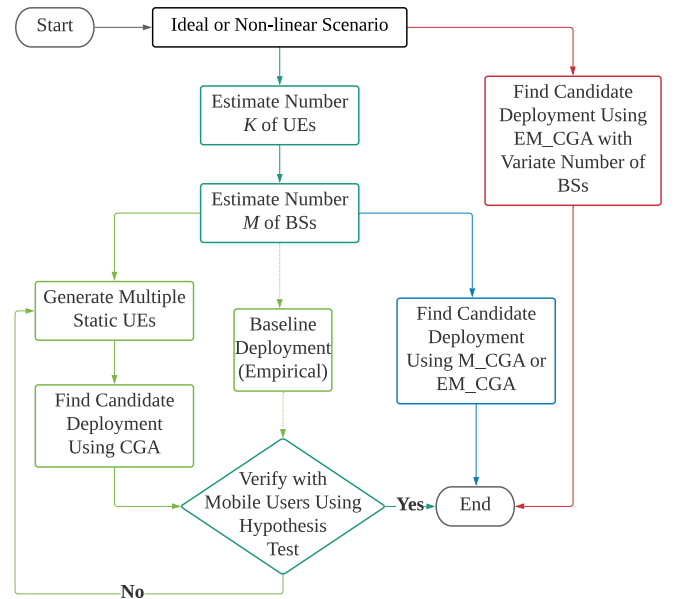 Start
Ideal or Non-linear Scenario
Estimate Number
K of UEs
Find Candidate
Deployment Using
EM_CGA with
Variate Number of
BSs
Estimate Number
M of BSs
Generate Multiple
Static UEs
Baseline
Deployment
(Empirical)
Find Candidate
Deployment
Using M_CGA or
EM_CGA
Find Candidate
Deployment
Using CGA
Verify with
Mobile Users Using
Hypothesis
Test
Yes
End
No